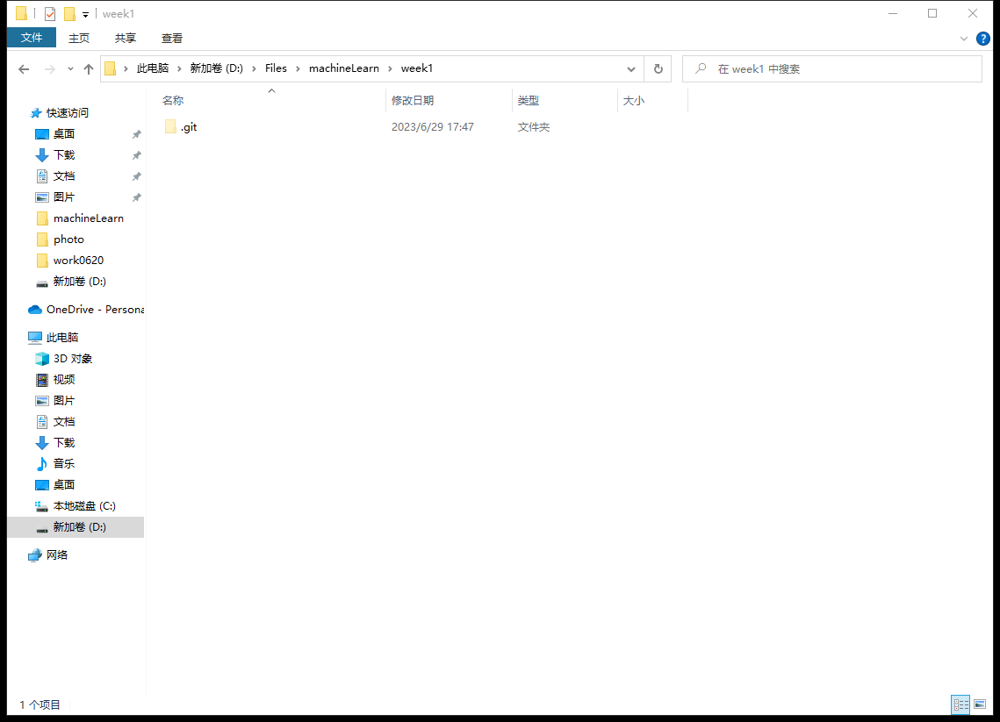 week1
文件 主页 共享 查看
此电脑 新加卷 (D:) Files machineLearn week1 在 week1 中搜索
名称 修改日期 类型 大小
.git 2023/6/29 17:47 文件夹
快速访问
桌面
下载
文档
图片
machineLearn
photo
work0620
新加卷 (D:)
OneDrive - Persona
此电脑
3D 对象
视频
图片
文档
下载
音乐
桌面
本地磁盘 (C:)
新加卷 (D:)
网络
1 个项目